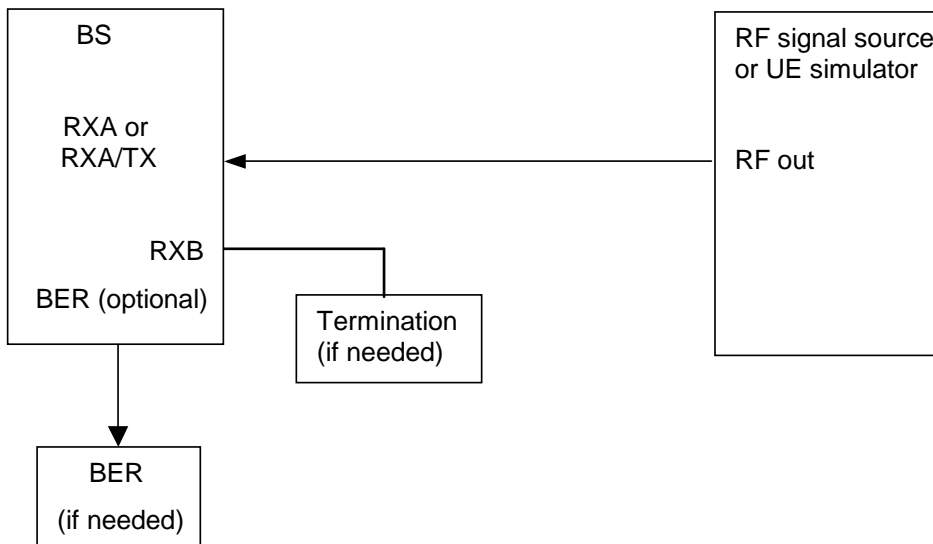 BS
RXA or
RXA/TX
RXB
BER (optional)
RF signal source
or UE simulator
RF out
Termination
(if needed)
BER
(if needed)